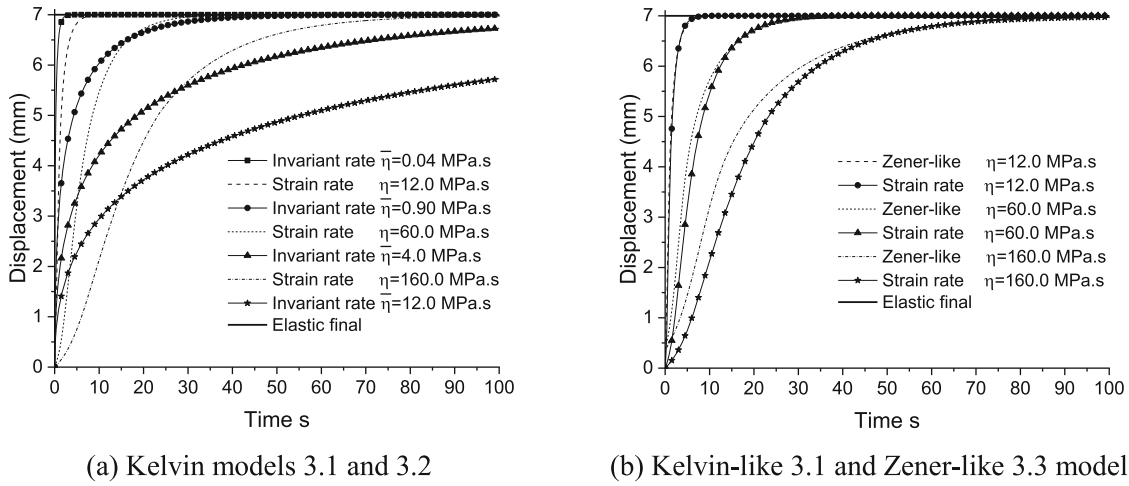 7
6
5
4
3
2
1
0
Displacement (mm)
0 10 20 30 40 50 60 70 80 90 100
Time s
Invariant rate η̅=0.04 MPa.s
Strain rate η=12.0 MPa.s
Invariant rate η̅=0.90 MPa.s
Strain rate η=60.0 MPa.s
Invariant rate η̅=4.0 MPa.s
Strain rate η=160.0 MPa.s
Invariant rate η̅=12.0 MPa.s
Elastic final
(a) Kelvin models 3.1 and 3.2
7
6
5
4
3
2
1
0
Displacement (mm)
0 10 20 30 40 50 60 70 80 90 100
Time s
Zener-like η=12.0 MPa.s
Strain rate η=12.0 MPa.s
Zener-like η=60.0 MPa.s
Strain rate η=60.0 MPa.s
Zener-like η=160.0 MPa.s
Strain rate η=160.0 MPa.s
Elastic final
(b) Kelvin-like 3.1 and Zener-like 3.3 model